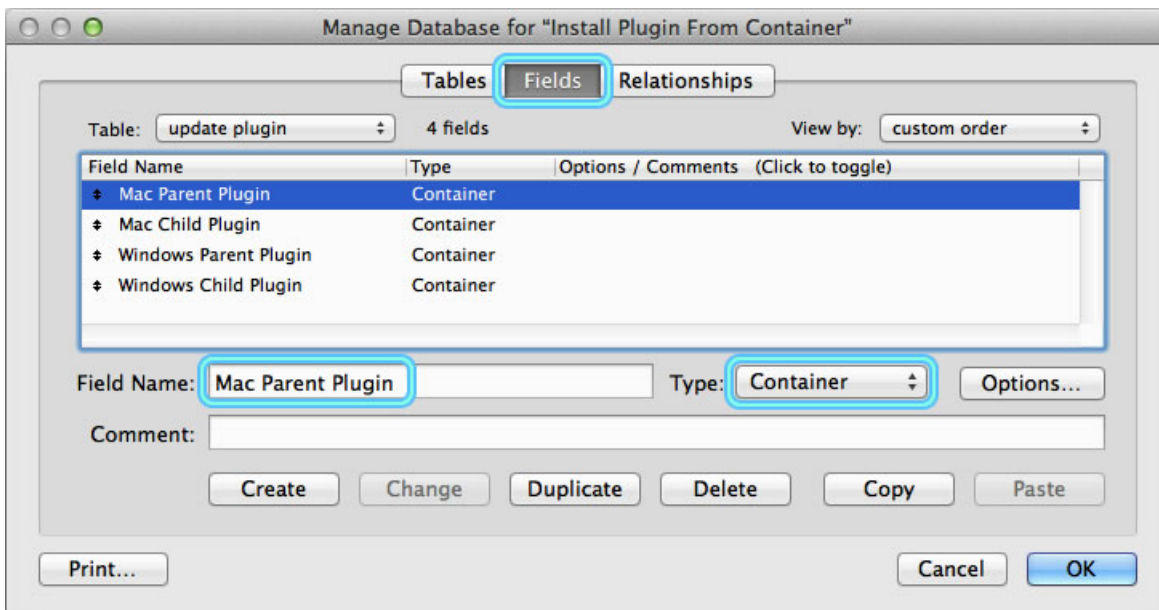 Manage Database for “Install Plugin From Container”
Tables Fields Relationships
Table: update plugin 4 fields View by: custom order
Field Name Type Options / Comments (Click to toggle)
Mac Parent Plugin Container
Mac Child Plugin Container
Windows Parent Plugin Container
Windows Child Plugin Container
Field Name: Mac Parent Plugin Type: Container Options...
Comment:
Create Change Duplicate Delete Copy Paste
Print... Cancel OK